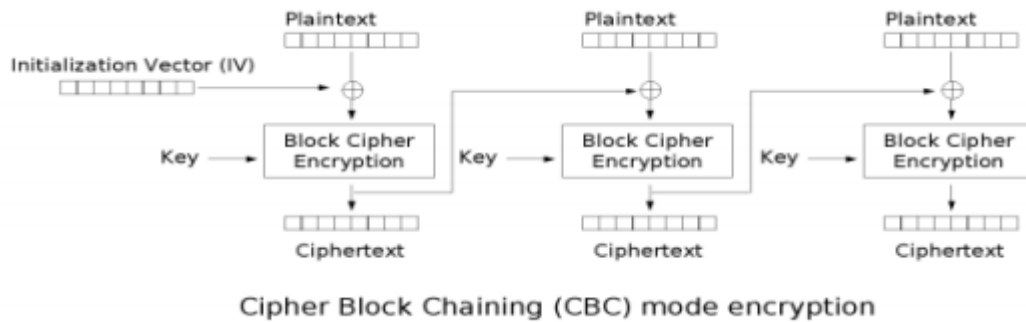 Plaintext Plaintext Plaintext
Initialization Vector (IV)
Key Block Cipher Encryption Key Block Cipher Encryption Key Block Cipher Encryption
Ciphertext Ciphertext Ciphertext
Cipher Block Chaining (CBC) mode encryption